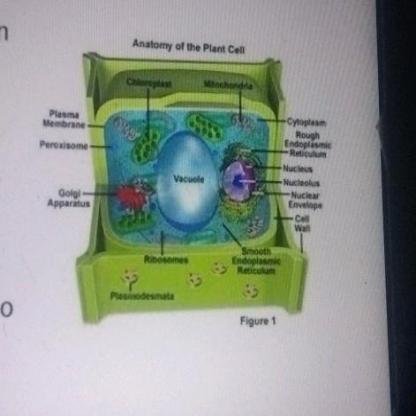 n
Anatomy of the Plant Cell
Chloroplast
Mitochondria
Plasma
Membrane
Cytoplasm
Rough
Endoplasmic
Reticulum
Peroxisome
Nucleus
Vacuole
Nucleolus
Golgi
Apparatus
Nuclear
Envelope
Cell
Wall
Ribosomes
Smooth
Endoplasmic
Reticulum
Plasmodesmata
o
Figure 1